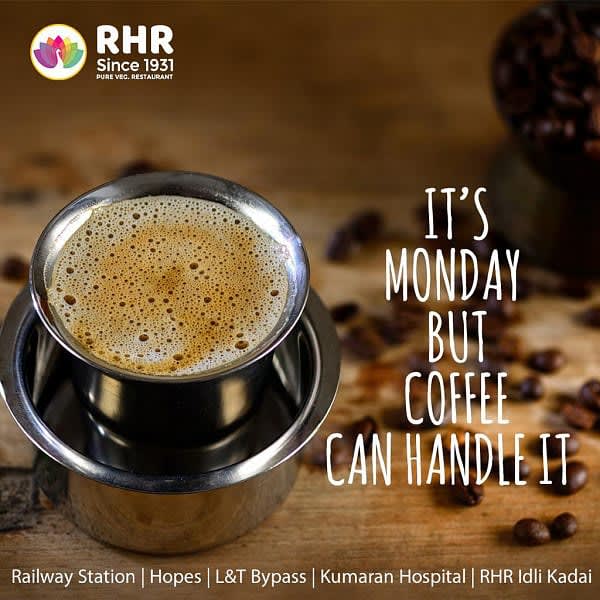 RHR
Since 1931
PURE VEG. RESTAURANT
IT'S
MONDAY
BUT
COFFEE
CAN HANDLE IT
Railway Station | Hopes | L&T Bypass | Kumaran Hospital | RHR Idli Kadai